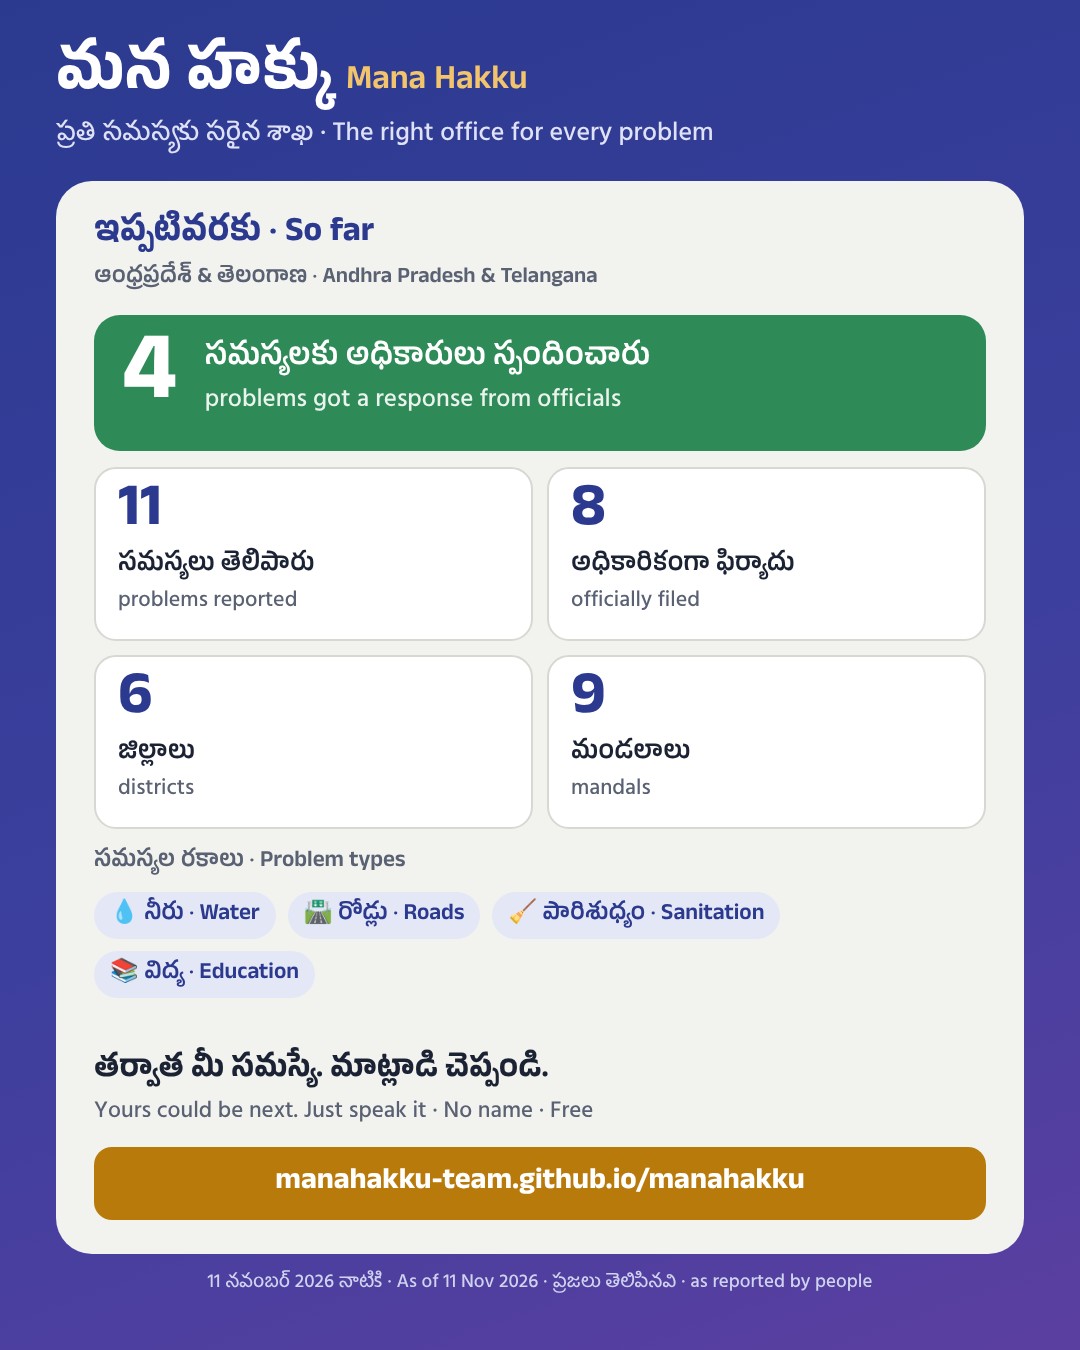 మన హక్కు Mana Hakku
ప్రతి సమస్యకు సరైన శాఖ · The right office for every problem
ఇప్పటివరకు · So far
ఆంధ్రప్రదేశ్ & తెలంగాణ · Andhra Pradesh & Telangana
4 సమస్యలకు అధికారులు స్పందించారు
problems got a response from officials
11
సమస్యలు తెలిపారు
problems reported
8
అధికారికంగా ఫిర్యాదు
officially filed
6
జిల్లాలు
districts
9
మండలాలు
mandals
సమస్యల రకాలు · Problem types
నీరు · Water
రోడ్లు · Roads
పారిశుధ్యం · Sanitation
విద్య · Education
తర్వాత మీ సమస్యే. మాట్లాడి చెప్పండి.
Yours could be next. Just speak it · No name · Free
manahakku-team.github.io/manahakku
11 నవంబర్ 2026 నాటికి · As of 11 Nov 2026 · ప్రజలు తెలిపినవి · as reported by people